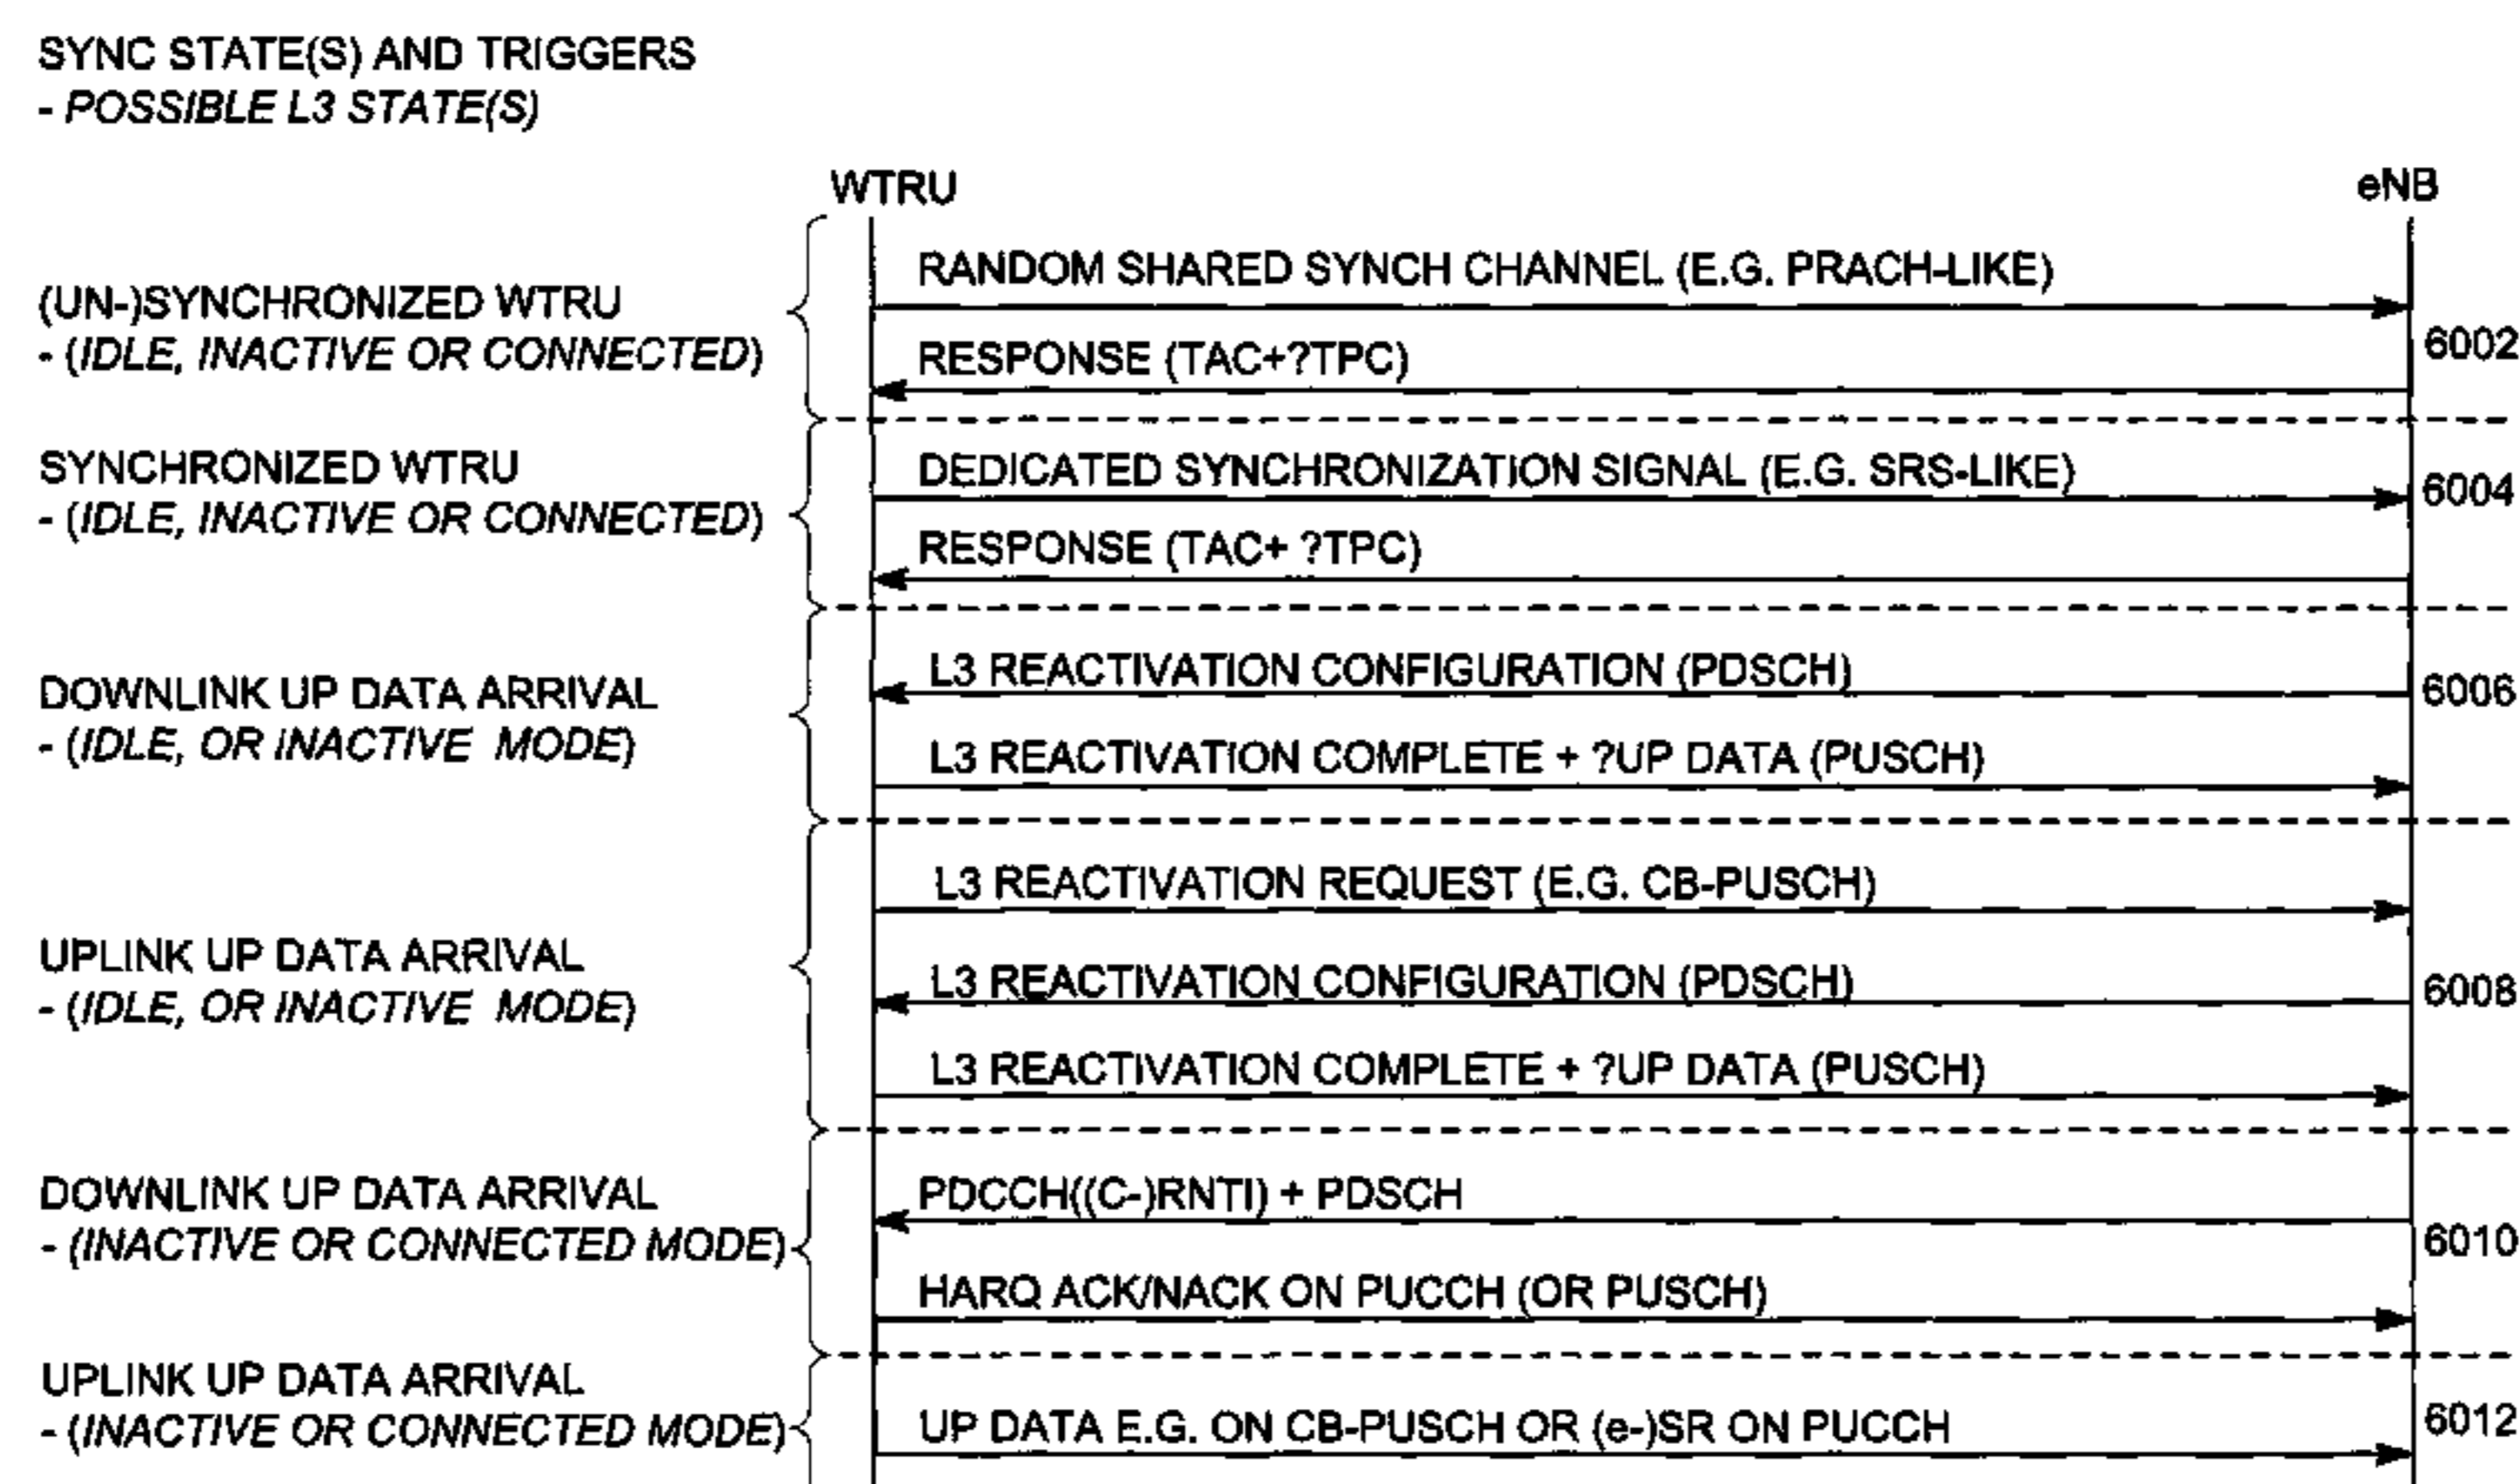 SYNC STATE(S) AND TRIGGERS
- POSSIBLE L3 STATE(S)
WTRU
eNB
RANDOM SHARED SYNCH CHANNEL (E.G. PRACH-LIKE)
(UN-)SYNCHRONIZED WTRU
- (IDLE, INACTIVE OR CONNECTED)
RESPONSE (TAC+?TPC)
6002
SYNCHRONIZED WTRU
- (IDLE, INACTIVE OR CONNECTED)
DEDICATED SYNCHRONIZATION SIGNAL (E.G. SRS-LIKE)
6004
RESPONSE (TAC+ ?TPC)
DOWNLINK UP DATA ARRIVAL
- (IDLE, OR INACTIVE MODE)
L3 REACTIVATION CONFIGURATION (PDSCH)
6006
L3 REACTIVATION COMPLETE + ?UP DATA (PUSCH)
L3 REACTIVATION REQUEST (E.G. CB-PUSCH)
UPLINK UP DATA ARRIVAL
- (IDLE, OR INACTIVE MODE)
L3 REACTIVATION CONFIGURATION (PDSCH)
6008
L3 REACTIVATION COMPLETE + ?UP DATA (PUSCH)
DOWNLINK UP DATA ARRIVAL
- (INACTIVE OR CONNECTED MODE)
PDCCH((C-)RNTI) + PDSCH
6010
HARQ ACK/NACK ON PUCCH (OR PUSCH)
UPLINK UP DATA ARRIVAL
- (INACTIVE OR CONNECTED MODE)
UP DATA E.G. ON CB-PUSCH OR (e-)SR ON PUCCH
6012